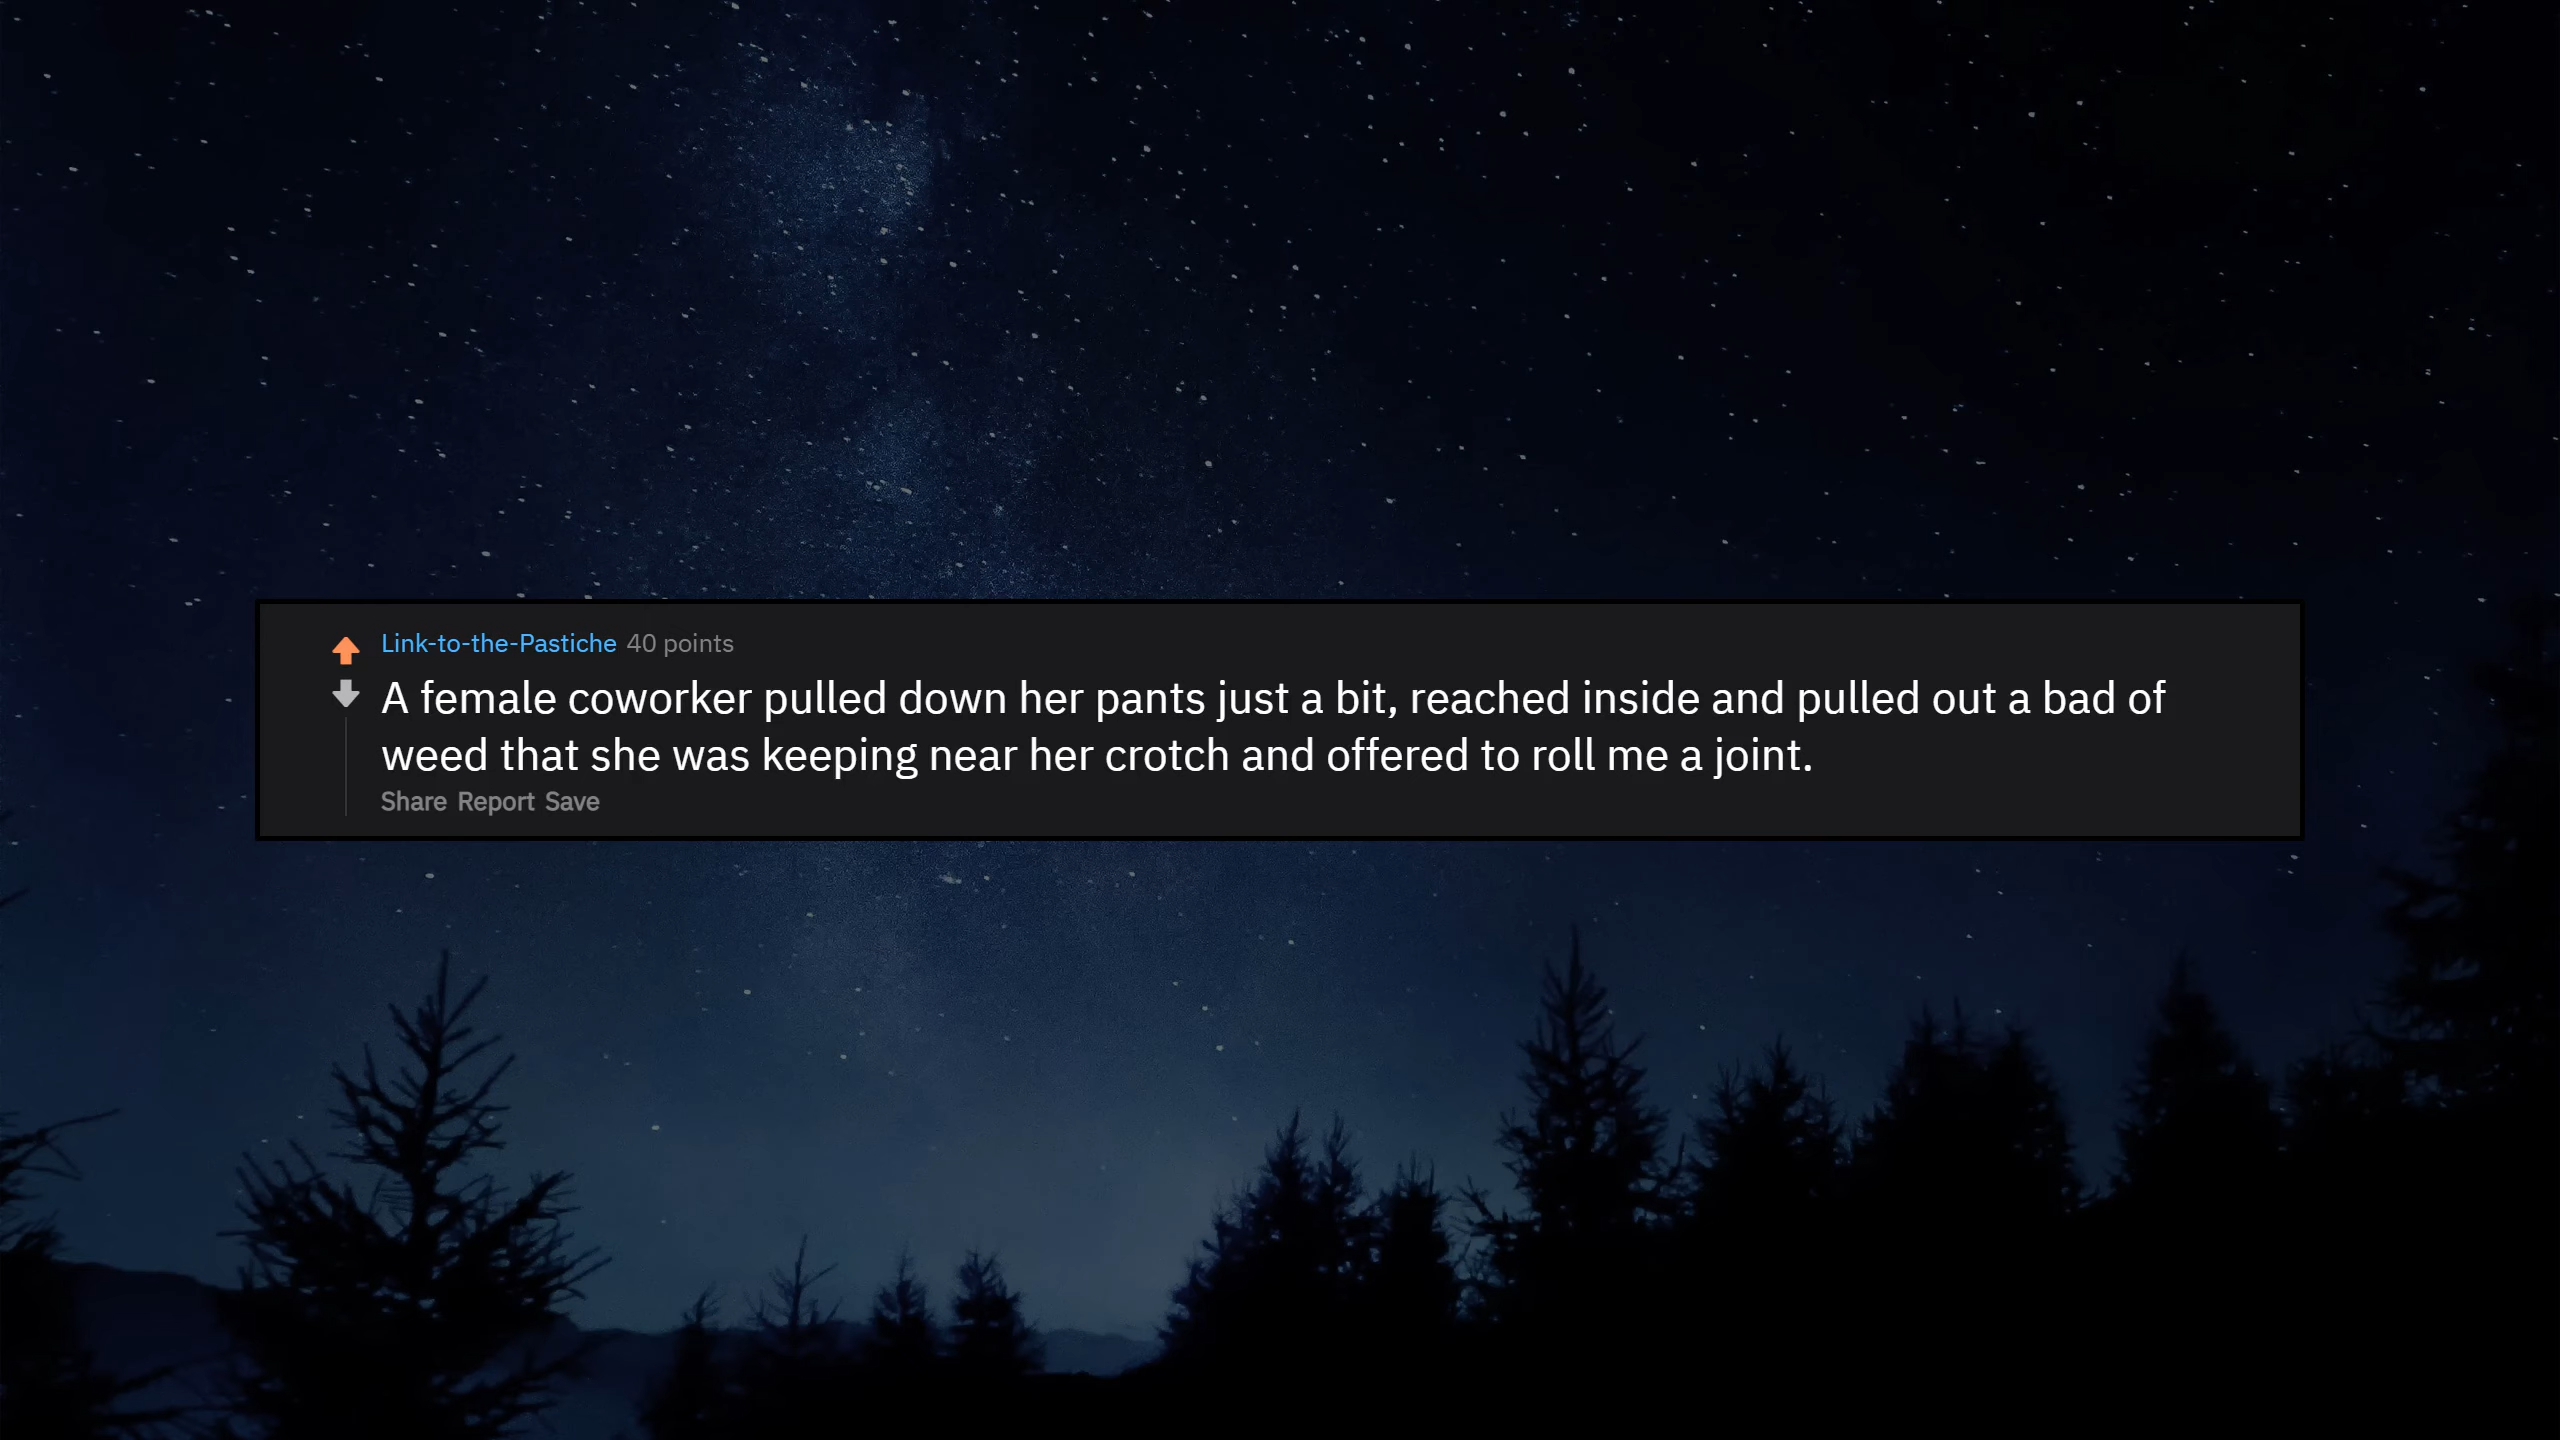 Link-to-the-Pastiche 40 points
A female coworker pulled down her pants just a bit, reached inside and pulled out a bad of
weed that she was keeping near her crotch and offered to roll me a joint.
Share Report Save